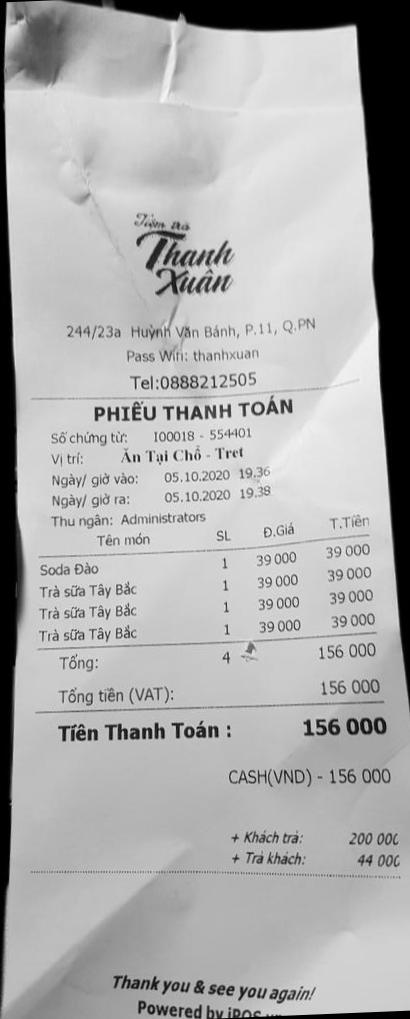 Tiệm trà
Thanh
Xuân
244/23a Huỳnh Văn Bánh, P.11, Q.PN
Pass Wifi: thanhxuan
Tel:0888212505
PHIẾU THANH TOÁN
Số chứng từ: I00018 - 554401
Vị trí: Ăn Tại Chỗ - Tret
Ngày/ giờ vào: 05.10.2020 19.36
Ngày/ giờ ra: 05.10.2020 19.38
Thu ngân: Administrators
Tên món SL Đ.Giá T.Tiền
Soda Đào 1 39 000 39 000
Trà sữa Tây Bắc 1 39 000 39 000
Trà sữa Tây Bắc 1 39 000 39 000
Trà sữa Tây Bắc 1 39 000 39 000
Tổng: 4 156 000
Tổng tiền (VAT): 156 000
Tiền Thanh Toán : 156 000
CASH(VND) - 156 000
+ Khách trả: 200 000
+ Trả khách: 44 000
Thank you & see you again!
Powered by iPOS